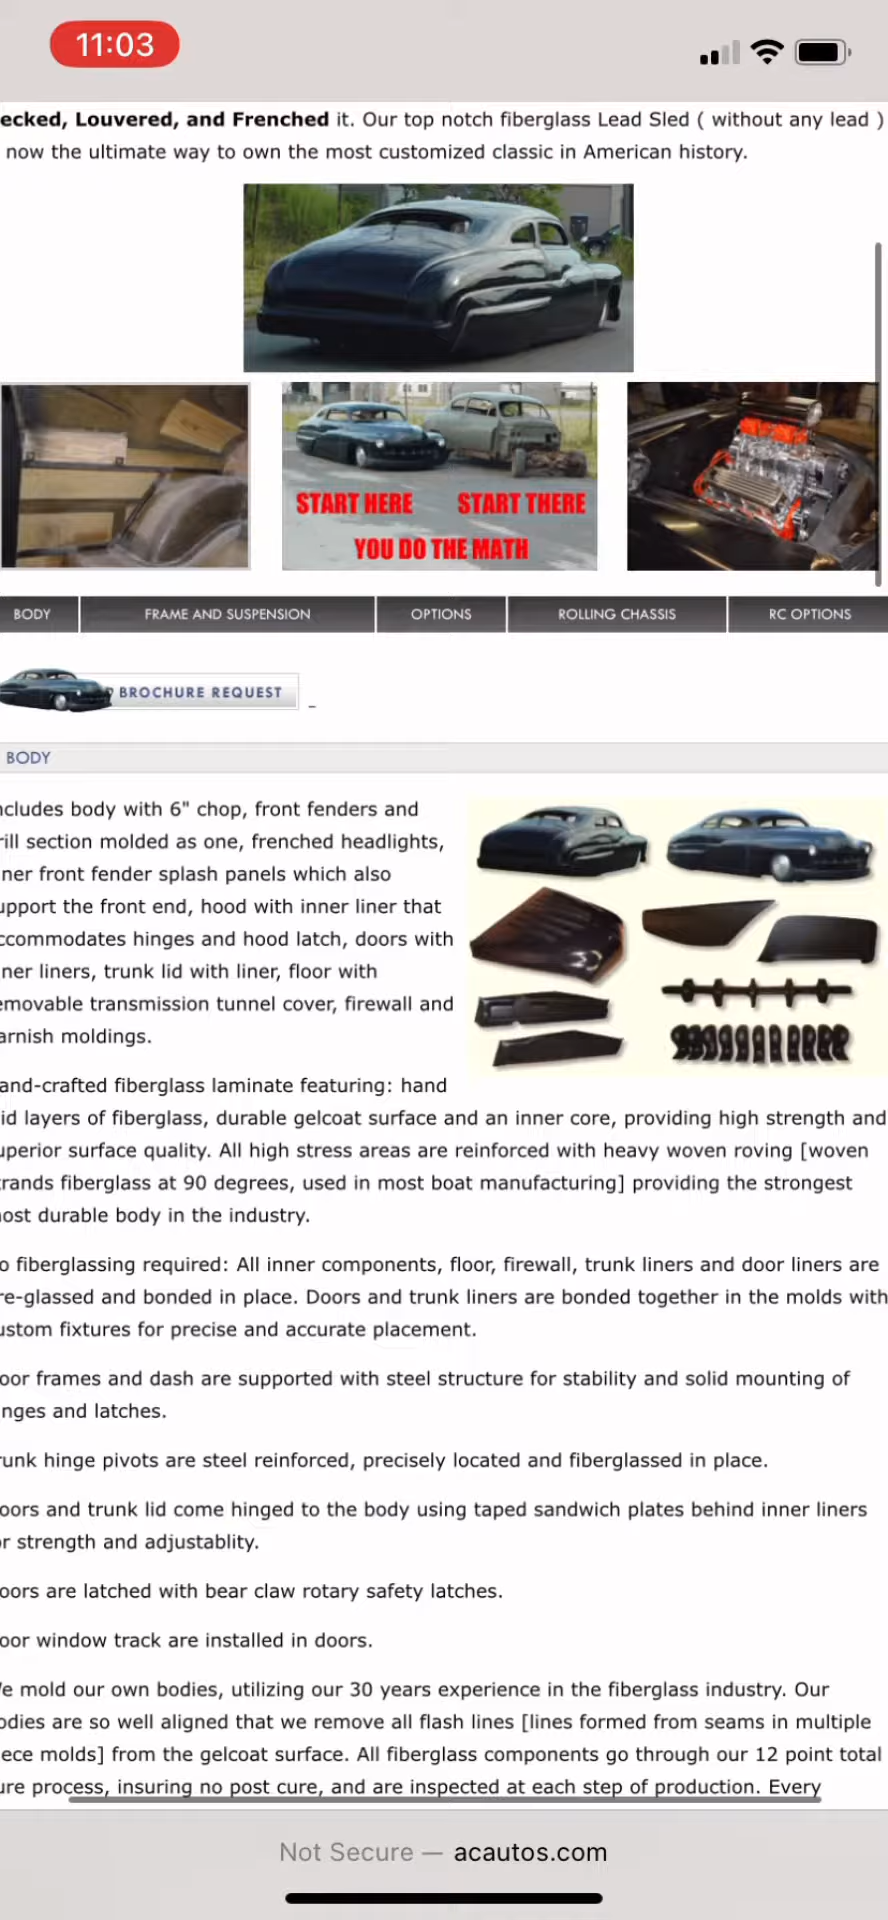 11:03
ecked, Louvered, and Frenched it. Our top notch fiberglass Lead Sled ( without any lead )
now the ultimate way to own the most customized classic in American history.
START HERE START THERE
YOU DO THE MATH
BODY FRAME AND SUSPENSION OPTIONS ROLLING CHASSIS RC OPTIONS
BROCHURE REQUEST
BODY
ncludes body with 6" chop, front fenders and
rill section molded as one, frenched headlights,
ner front fender splash panels which also
upport the front end, hood with inner liner that
ccommodates hinges and hood latch, doors with
ner liners, trunk lid with liner, floor with
emovable transmission tunnel cover, firewall and
arnish moldings.
and-crafted fiberglass laminate featuring: hand
id layers of fiberglass, durable gelcoat surface and an inner core, providing high strength and
uperior surface quality. All high stress areas are reinforced with heavy woven roving [woven
rands fiberglass at 90 degrees, used in most boat manufacturing] providing the strongest
ost durable body in the industry.
o fiberglassing required: All inner components, floor, firewall, trunk liners and door liners are
re-glassed and bonded in place. Doors and trunk liners are bonded together in the molds with
ustom fixtures for precise and accurate placement.
oor frames and dash are supported with steel structure for stability and solid mounting of
nges and latches.
runk hinge pivots are steel reinforced, precisely located and fiberglassed in place.
oors and trunk lid come hinged to the body using taped sandwich plates behind inner liners
or strength and adjustablity.
oors are latched with bear claw rotary safety latches.
oor window track are installed in doors.
e mold our own bodies, utilizing our 30 years experience in the fiberglass industry. Our
odies are so well aligned that we remove all flash lines [lines formed from seams in multiple
ece molds] from the gelcoat surface. All fiberglass components go through our 12 point total
ure process, insuring no post cure, and are inspected at each step of production. Every
Not Secure — acautos.com